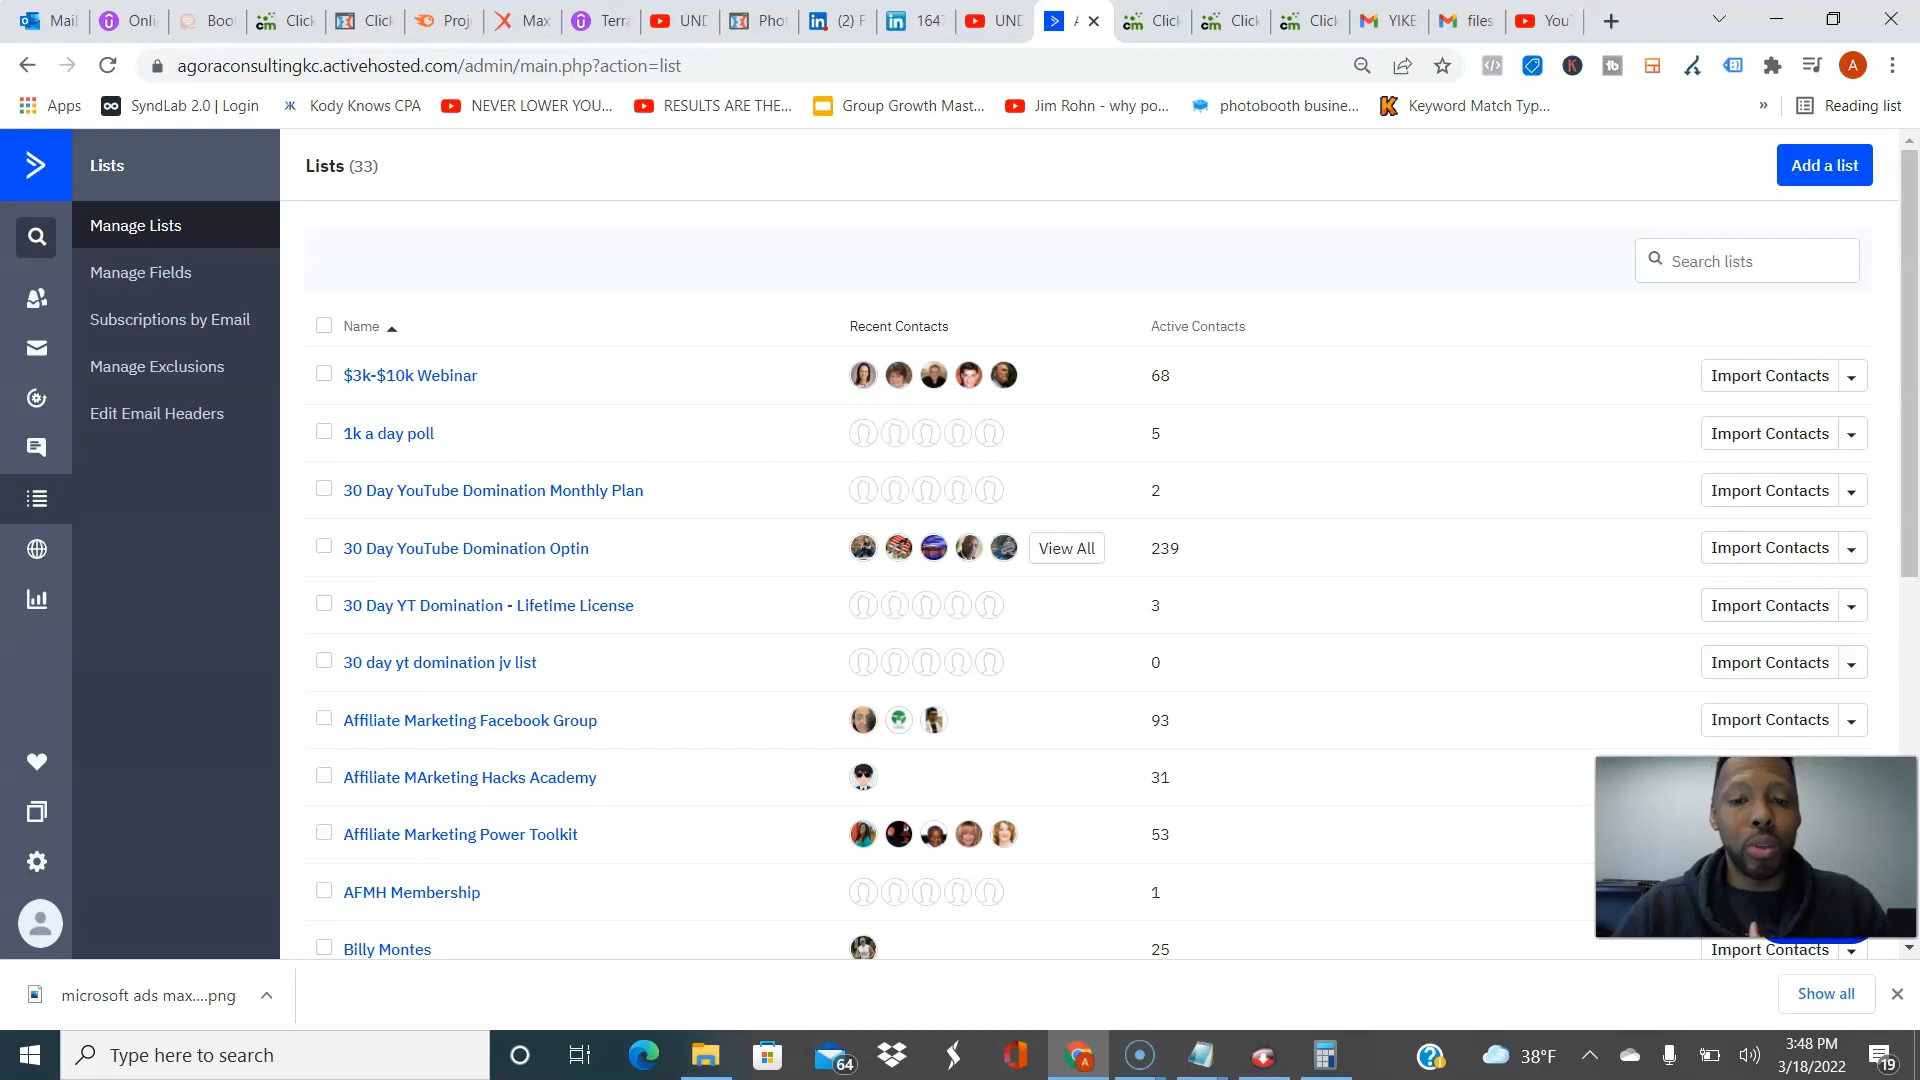 Mail
Onli
Boo
Click
Click
Proj
Max
Terra
UND
Pho
(2) F
164
UND
Click
Click
Click
YIKE
files
You
agoraconsultingkc.activehosted.com/admin/main.php?action=list
A
Apps
SyndLab 2.0 | Login
Kody Knows CPA
NEVER LOWER YOU...
RESULTS ARE THE...
Group Growth Mast...
Jim Rohn - why po...
photobooth busine...
Keyword Match Typ...
»
Reading list
Lists
Manage Lists
Manage Fields
Subscriptions by Email
Manage Exclusions
Edit Email Headers
Lists (33)
Add a list
Search lists
Name
Recent Contacts
Active Contacts
$3k-$10k Webinar
68
Import Contacts
1k a day poll
5
Import Contacts
30 Day YouTube Domination Monthly Plan
2
Import Contacts
30 Day YouTube Domination Optin
View All
239
Import Contacts
30 Day YT Domination - Lifetime License
3
Import Contacts
30 day yt domination jv list
0
Import Contacts
Affiliate Marketing Facebook Group
93
Import Contacts
Affiliate MArketing Hacks Academy
31
Affiliate Marketing Power Toolkit
53
AFMH Membership
1
Billy Montes
25
Import Contacts
microsoft ads max....png
Show all
Type here to search
64
38°F
3:48 PM
3/18/2022
19